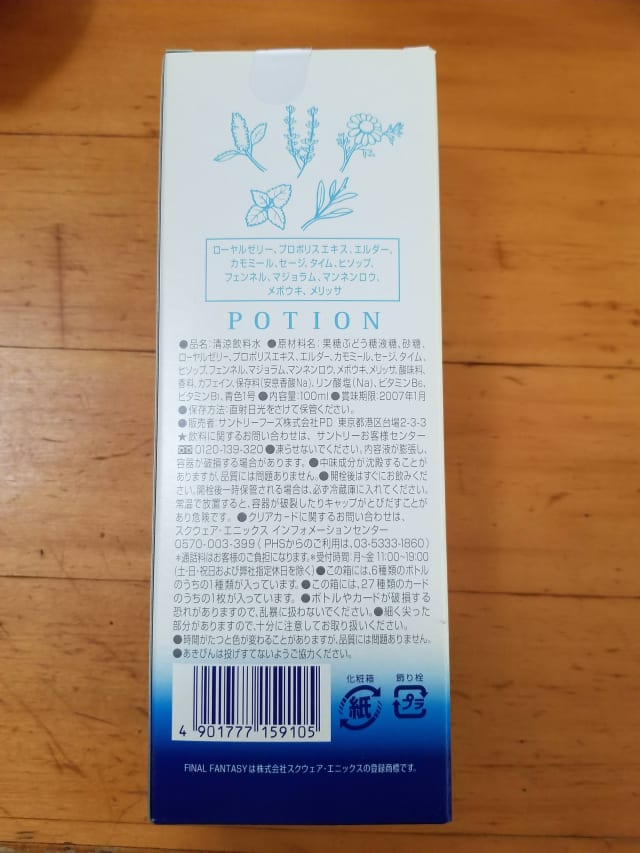 ローヤルゼリー、プロポリスエキス、エルダー、
カモミール、セージ、タイム、ヒソップ、
フェンネル、マジョラム、マンネンロウ、
メボウキ、メリッサ
POTION
●品名:清涼飲料水 ●原材料名:果糖ぶどう糖液糖、砂糖、
ローヤルゼリー、プロポリスエキス、エルダー、カモミール、セージ、タイム、
ヒソップ、フェンネル、マジョラム、マンネンロウ、メボウキ、メリッサ、酸味料、
香料、カフェイン、保存料(安息香酸Na)、リン酸塩(Na)、ビタミンB₆、
ビタミンB₁、青色1号 ●内容量:100ml ●賞味期限:2007年1月
●保存方法:直射日光をさけて保管ください。
●販売者:サントリーフーズ株式会社PD 東京都港区台場2-3-3
★飲料に関するお問い合わせは、サントリーお客様センター
0120-139-320 ●凍らせないでください。内容液が膨張し、
容器が破損する場合があります。●中味成分が沈殿することが
ありますが、品質には問題ありません。●開栓後はすぐにお飲みくだ
さい。開栓後一時保管される場合は、必ず冷蔵庫に入れてください。
常温で放置すると、容器が破裂したりキャップがとびだすことが
あり危険です。●クリアカードに関するお問い合わせは、
スクウェア・エニックス インフォメーションセンター
0570-003-399(PHSからのご利用は、03-5333-1860)
*通話料はお客様のご負担になります。*受付時間:月~金 11:00~19:00
(土・日・祝日および弊社指定休日を除く)●この箱には、6種類のボトル
のうちの1種類が入っています。●この箱には、27種類のカード
のうちの1枚が入っています。●ボトルやカードが破損する
恐れがありますので、乱暴に扱わないでください。●細く尖った
部分がありますので、十分に注意してお取り扱いください。
●時間がたつと色が変わることがありますが、品質には問題ありません。
●あきびんは投げすてないようご協力ください。
化粧箱
飾り栓
紙
プラ
4 901777 159105
FINAL FANTASYは株式会社スクウェア・エニックスの登録商標です。